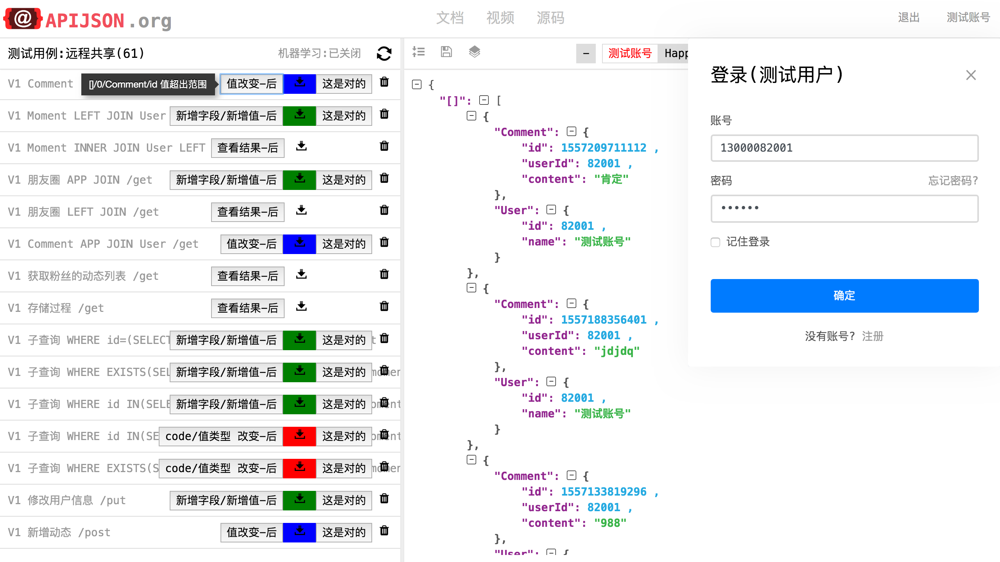 {@}APIJSON.org
文档 视频 源码
退出 测试账号
测试用例:远程共享(61) 机器学习:已关闭
V1 Comment []/0/Comment/id 值超出范围 值改变-后 这是对的
V1 Moment LEFT JOIN User 新增字段/新增值-后 这是对的
V1 Moment INNER JOIN User LEFT 查看结果-后
V1 朋友圈 APP JOIN /get 新增字段/新增值-后 这是对的
V1 朋友圈 LEFT JOIN /get 查看结果-后
V1 Comment APP JOIN User /get 值改变-后 这是对的
V1 获取粉丝的动态列表 /get 查看结果-后
V1 存储过程 /get 查看结果-后
V1 子查询 WHERE id=(SELECT 新增字段/新增值-后 这是对的 t
V1 子查询 WHERE EXISTS(SEL 新增字段/新增值-后 这是对的
V1 子查询 WHERE id IN(SELE 新增字段/新增值-后 这是对的
V1 子查询 WHERE id IN(SE code/值类型 改变-后 这是对的
V1 子查询 WHERE EXISTS(S code/值类型 改变-后 这是对的
V1 修改用户信息 /put 新增字段/新增值-后 这是对的
V1 新增动态 /post 值改变-后 这是对的
- 测试账号 Happ
{
"[]": [
{
"Comment": {
"id": 1557209711112 ,
"userId": 82001 ,
"content": "肯定"
},
"User": {
"id": 82001 ,
"name": "测试账号"
}
},
{
"Comment": {
"id": 1557188356401 ,
"userId": 82001 ,
"content": "jdjdq"
},
"User": {
"id": 82001 ,
"name": "测试账号"
}
},
{
"Comment": {
"id": 1557133819296 ,
"userId": 82001 ,
"content": "988"
},
"User": {
登录(测试用户)
账号
13000082001
密码 忘记密码?
••••••
记住登录
确定
没有账号? 注册